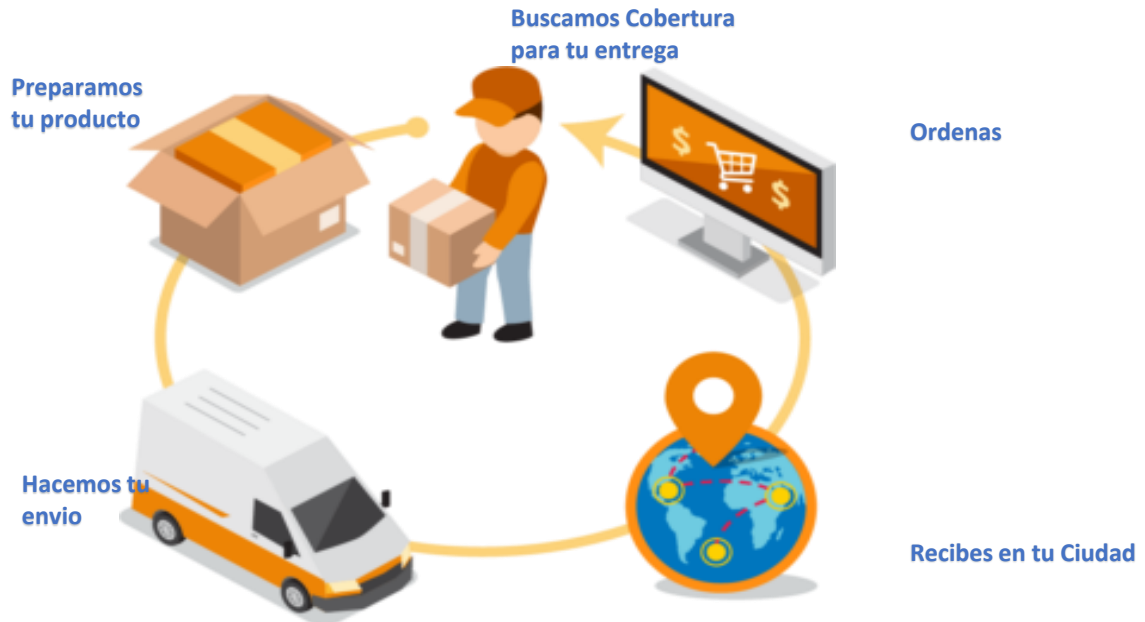 Buscamos Cobertura
para tu entrega
Preparamos
tu producto
Ordenas
$
$
Hacemos tu
envio
Recibes en tu Ciudad